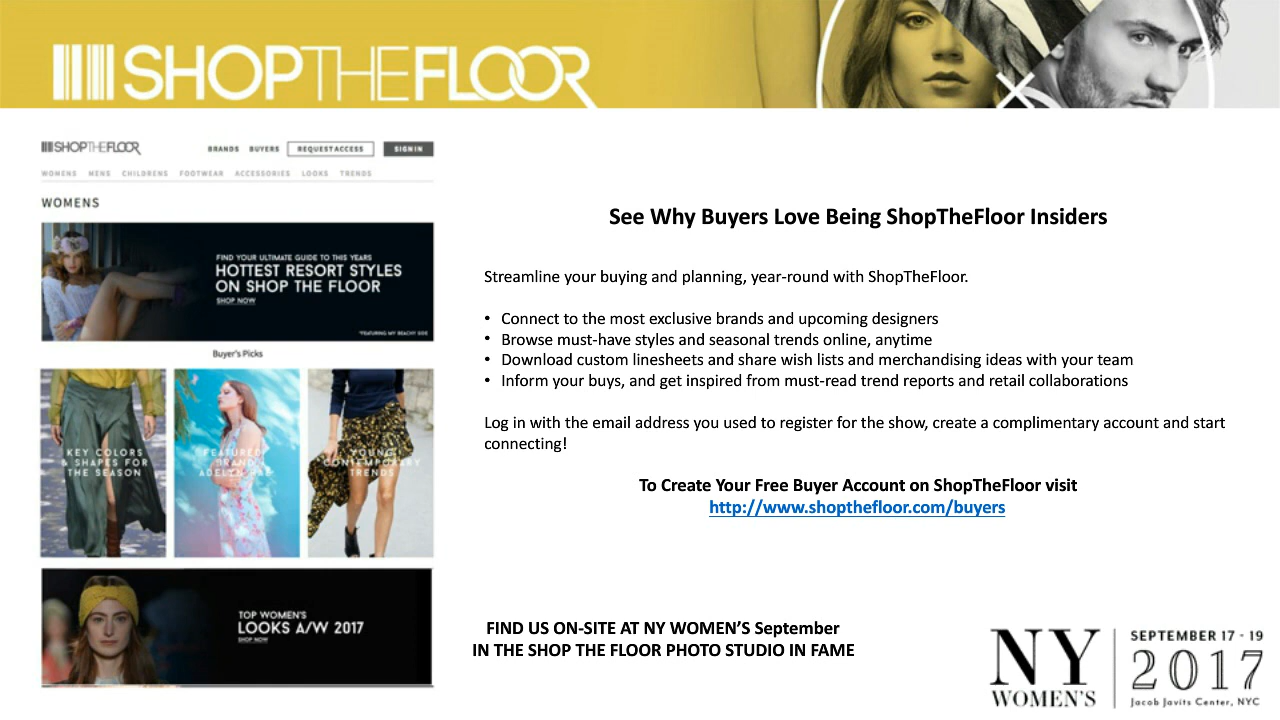 SHOPTHEFLOOR
SHOPTHEFLOOR
BRANDS BUYERS REQUEST ACCESS SIGN IN
WOMENS MENS CHILDRENS FOOTWEAR ACCESSORIES LOOKS TRENDS
WOMENS
FIND YOUR ULTIMATE GUIDE TO THIS YEARS
HOTTEST RESORT STYLES
ON SHOP THE FLOOR
SHOP NOW
*FEATURING MY BEACHY SIDE
Buyer's Picks
KEY COLORS
& SHAPES FOR
THE SEASON
FEATURED
BRAND
ADELYN RAE
YOUNG
CONTEMPORARY
TRENDS
TOP WOMEN'S
LOOKS A/W 2017
SHOP NOW
See Why Buyers Love Being ShopTheFloor Insiders
Streamline your buying and planning, year-round with ShopTheFloor.
• Connect to the most exclusive brands and upcoming designers
• Browse must-have styles and seasonal trends online, anytime
• Download custom linesheets and share wish lists and merchandising ideas with your team
• Inform your buys, and get inspired from must-read trend reports and retail collaborations
Log in with the email address you used to register for the show, create a complimentary account and start
connecting!
To Create Your Free Buyer Account on ShopTheFloor visit
http://www.shopthefloor.com/buyers
FIND US ON-SITE AT NY WOMEN'S September
IN THE SHOP THE FLOOR PHOTO STUDIO IN FAME
NY
WOMEN'S
SEPTEMBER 17 - 19
2017
Jacob Javits Center, NYC